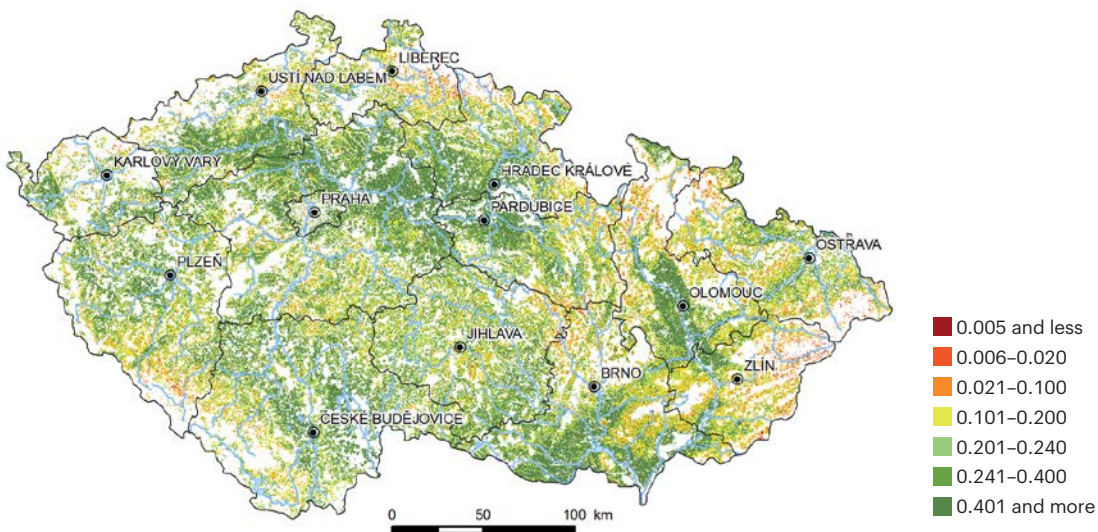 LIBEREC
ÚSTÍ NAD LABEM
KARLOVY VARY
HRADEC KRÁLOVÉ
PRAHA
PARDUBICE
OSTRAVA
PLZEŇ
OLOMOUC
JIHLAVA
ZLÍN
BRNO
ČESKÉ BUDĚJOVICE
0.005 and less
0.006–0.020
0.021–0.100
0.101–0.200
0.201–0.240
0.241–0.400
0.401 and more
0 50 100 km